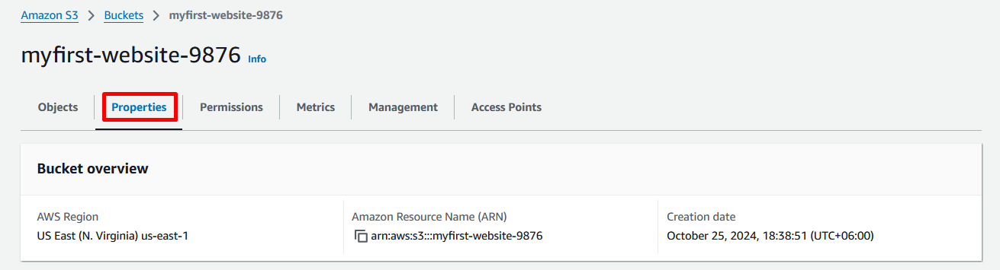 Amazon S3 > Buckets > myfirst-website-9876
myfirst-website-9876 Info
Objects Properties Permissions Metrics Management Access Points
Bucket overview
AWS Region Amazon Resource Name (ARN) Creation date
US East (N. Virginia) us-east-1 arn:aws:s3:::myfirst-website-9876 October 25, 2024, 18:38:51 (UTC+06:00)